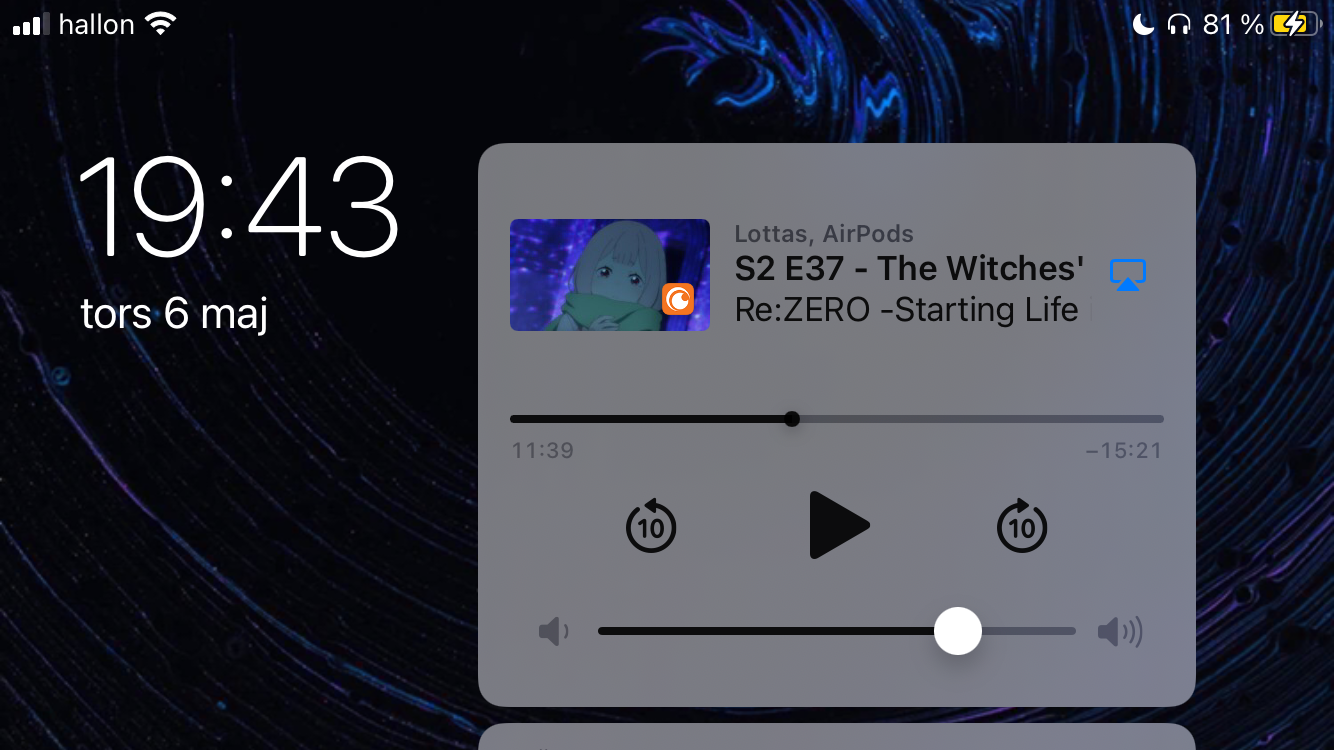 hallon
81 %
19:43
tors 6 maj
Lottas, AirPods
S2 E37 - The Witches'
Re:ZERO -Starting Life
11:39
−15:21
10
10